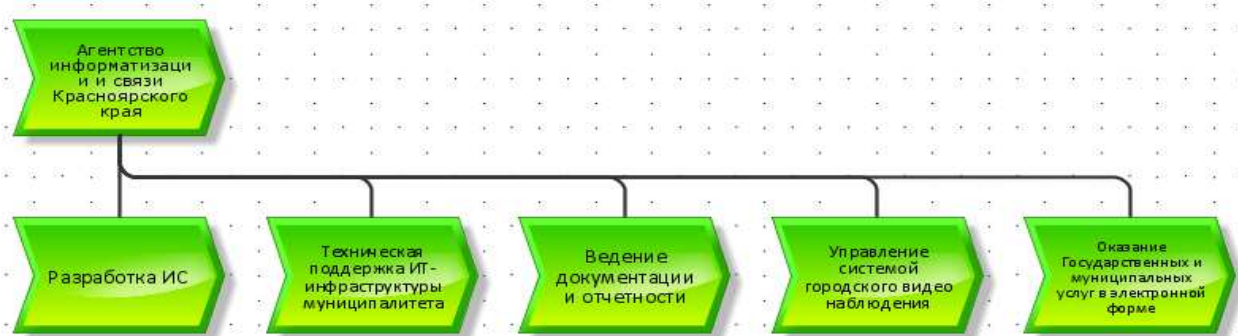 Агентство
информатизаци
и и связи
Красноярского
края
Разработка ИС
Техническая
поддержка ИТ-
инфраструктуры
муниципалитета
Ведение
документации
и отчетности
Управление
системой
городского видео
наблюдения
Оказание
Государственных и
муниципальных
услуг в электронной
форме